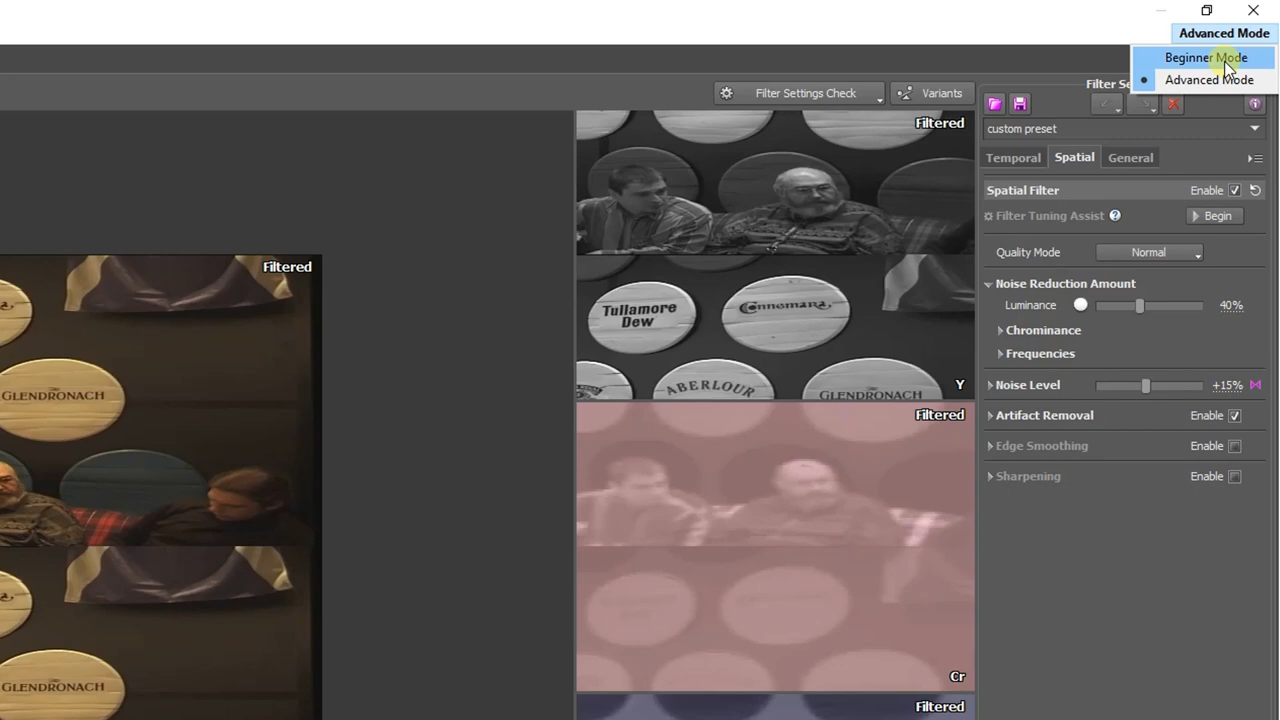 Advanced Mode
Beginner Mode
Advanced Mode
Filter Settings Check
Variants
Filter Se
custom preset
Temporal
Spatial
General
Spatial Filter
Enable
Filter Tuning Assist
Begin
Quality Mode
Normal
Noise Reduction Amount
Luminance
40%
Chrominance
Frequencies
Noise Level
+15%
Artifact Removal
Enable
Edge Smoothing
Enable
Sharpening
Enable
Filtered
Tullamore
Dew
Connemara
ABERLOUR
GLENDRONACH
Y
Filtered
Cr
Filtered
Filtered
GLENDRONACH
GLENDRONACH